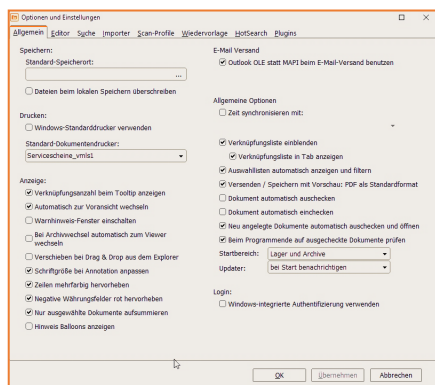 Optionen und Einstellungen
Allgemein Editor Suche Importer Scan-Profile Wiedervorlage HotSearch Plugins
Speichern:
Standard-Speicherort:
...
Dateien beim lokalen Speichern überschreiben
Drucken:
Windows-Standarddrucker verwenden
Standard-Dokumentendrucker:
Servicescheine_vmls1
Anzeige:
Verknüpfungsanzahl beim Tooltip anzeigen
Automatisch zur Voransicht wechseln
Warnhinweis-Fenster einschalten
Bei Archivwechsel automatisch zum Viewer
wechseln
Verschieben bei Drag & Drop aus dem Explorer
Schriftgröße bei Annotation anpassen
Zeilen mehrfarbig hervorheben
Negative Währungsfelder rot hervorheben
Nur ausgewählte Dokumente aufsummieren
Hinweis Balloons anzeigen
E-Mail Versand
Outlook OLE statt MAPI beim E-Mail-Versand benutzen
Allgemeine Optionen
Zeit synchronisieren mit:
Verknüpfungsliste einblenden
Verknüpfungsliste in Tab anzeigen
Auswahllisten automatisch anzeigen und filtern
Versenden / Speichern mit Vorschau: PDF als Standardformat
Dokument automatisch auschecken
Dokument automatisch einchecken
Neu angelegte Dokumente automatisch auschecken und öffnen
Beim Programmende auf ausgecheckte Dokumente prüfen
Startbereich: Lager und Archive
Updater: bei Start benachrichtigen
Login:
Windows-integrierte Authentifizierung verwenden
OK Übernehmen Abbrechen